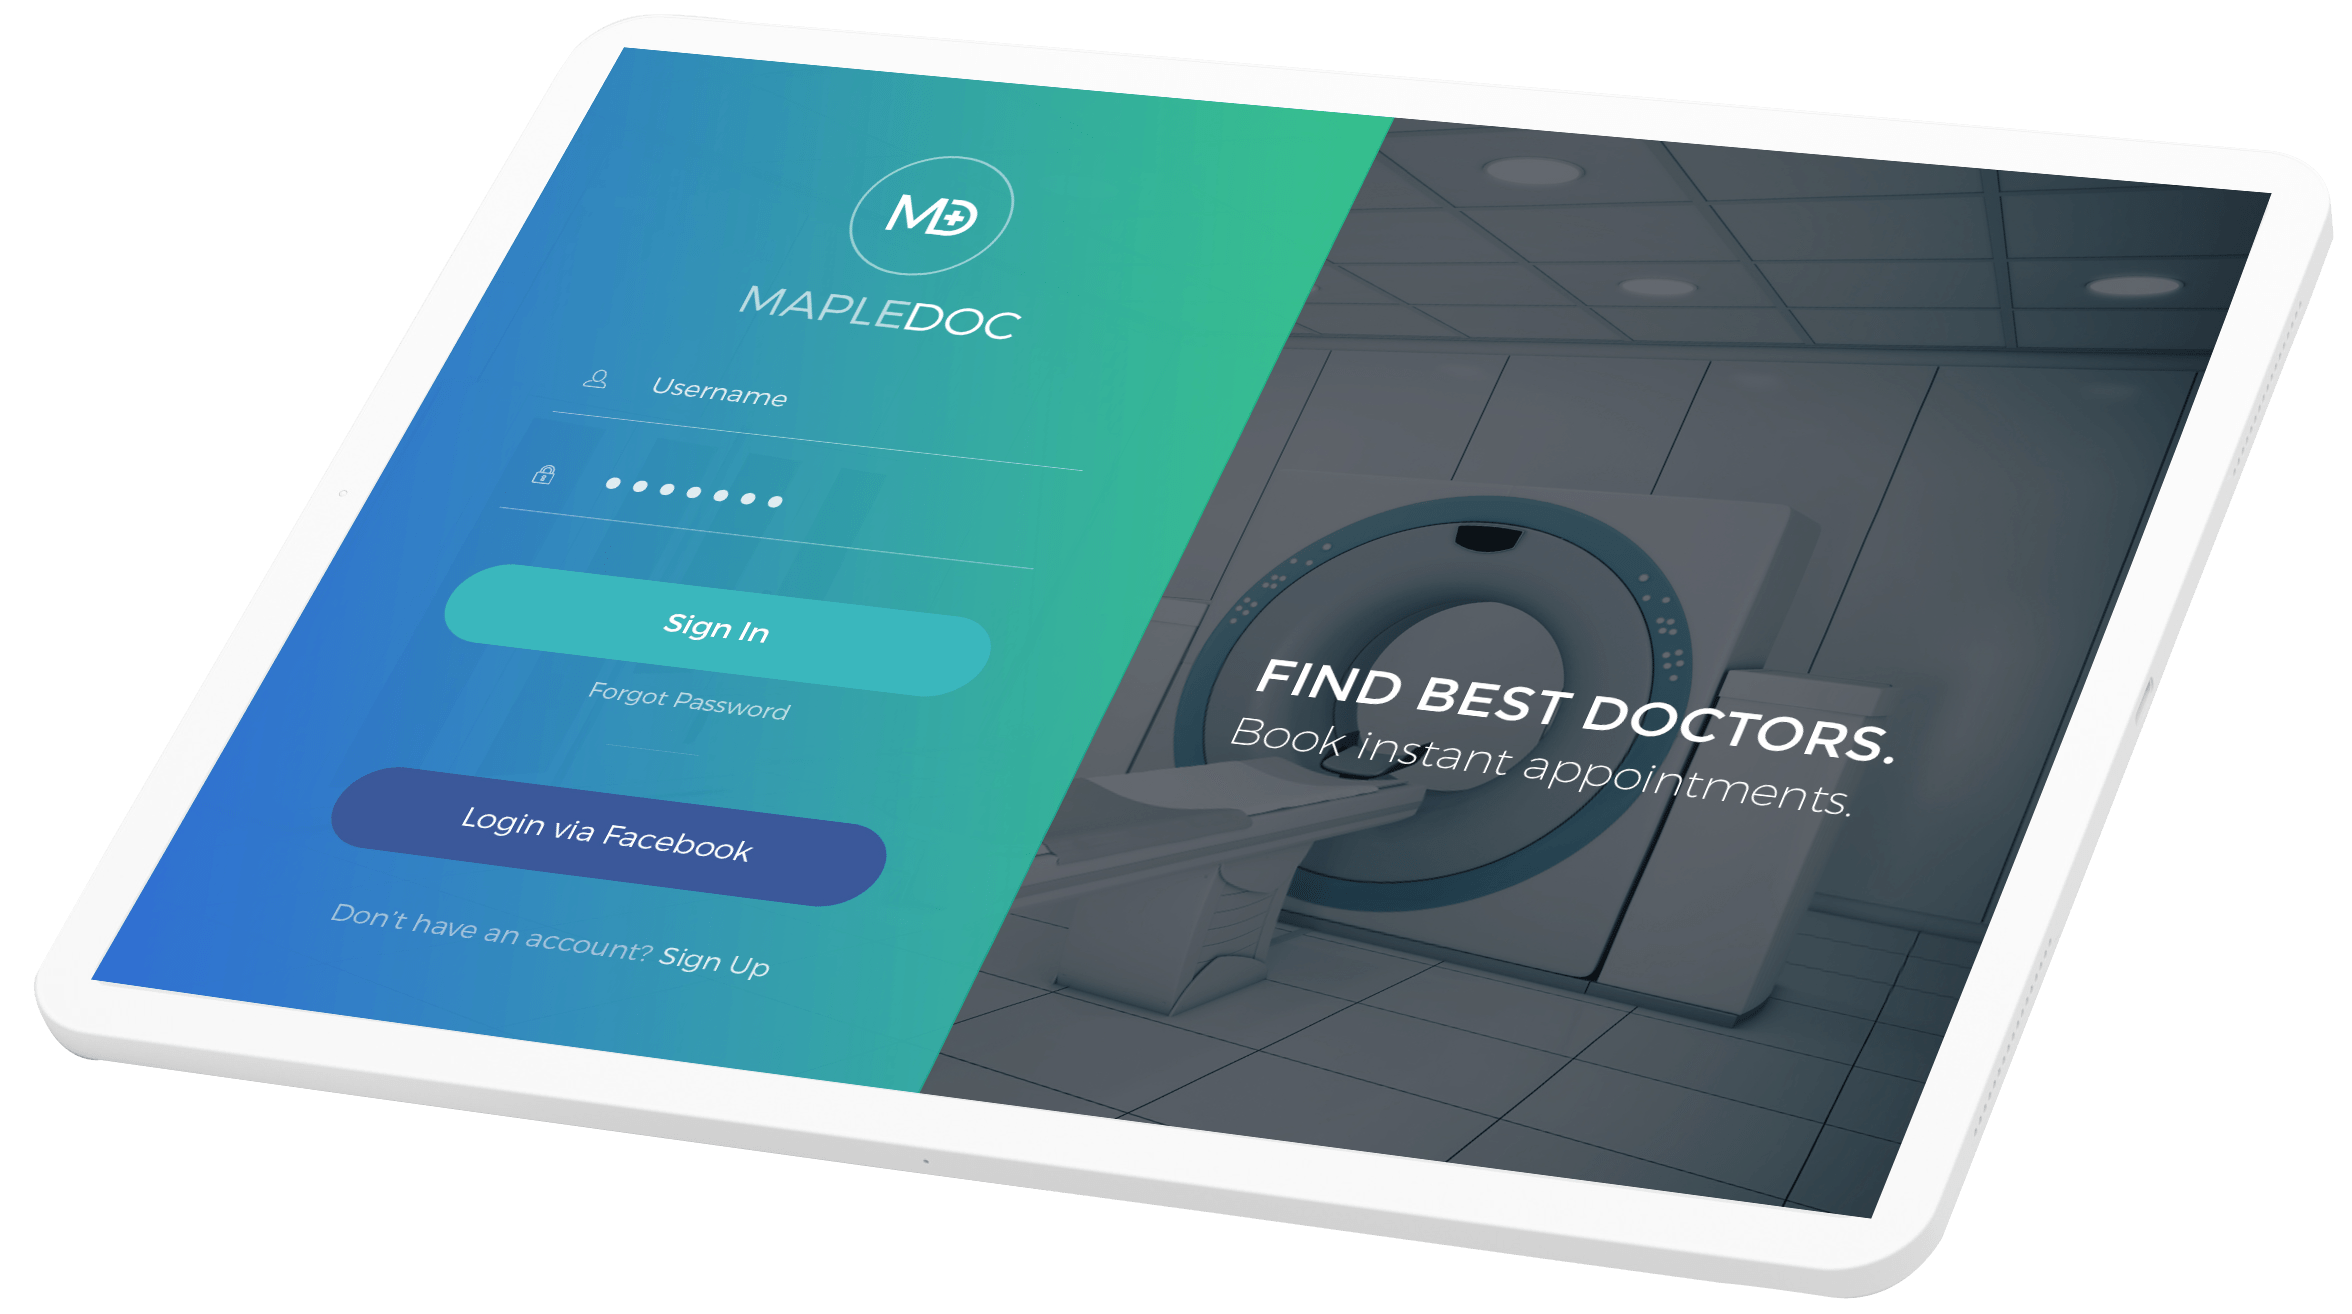 MD
MAPLEDOC
Username
Sign In
Forgot Password
Login via Facebook
Don't have an account? Sign Up
FIND BEST DOCTORS.
Book instant appointments.